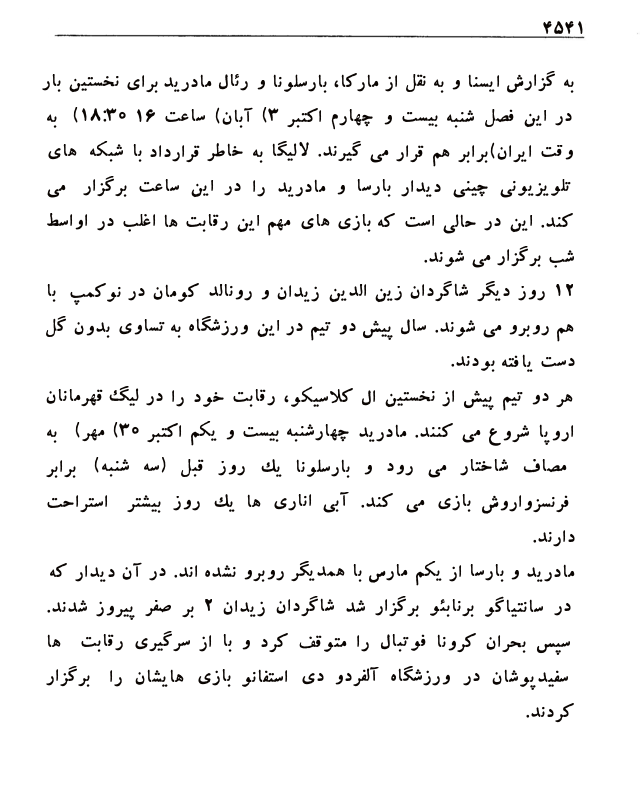 ۴۵۴۱
به گزارش ایسنا و به نقل از مارکا، بارسلونا و رئال مادرید برای نخستین بار
در این فصل شنبه بیست و چهارم اکتبر ۳) آبان) ساعت ۱۶ ۱۸:۳۰) به
وقت ایران)برابر هم قرار می گیرند. لالیگا به خاطر قرارداد با شبکه های
تلویزیونی چینی دیدار بارسا و مادرید را در این ساعت برگزار می
کند. این در حالی است که بازی های مهم این رقابت ها اغلب در اواسط
شب برگزار می شوند.
۱۲ روز دیگر شاگردان زین الدین زیدان و رونالد کومان در نوکمپ با
هم روبرو می شوند. سال پیش دو تیم در این ورزشگاه به تساوی بدون گل
دست یافته بودند.
هر دو تیم پیش از نخستین ال کلاسیکو، رقابت خود را در لیگ قهرمانان
اروپا شروع می کنند. مادرید چهارشنبه بیست و یکم اکتبر ۳۰) مهر) به
مصاف شاختار می رود و بارسلونا یک روز قبل (سه شنبه) برابر
فرنسزواروش بازی می کند. آبی اناری ها یک روز بیشتر استراحت
دارند.
مادرید و بارسا از یکم مارس با همدیگر روبرو نشده اند. در آن دیدار که
در سانتیاگو برنابئو برگزار شد شاگردان زیدان ۲ بر صفر پیروز شدند.
سپس بحران کرونا فوتبال را متوقف کرد و با از سرگیری رقابت ها
سفیدپوشان در ورزشگاه آلفردو دی استفانو بازی هایشان را برگزار
کردند.